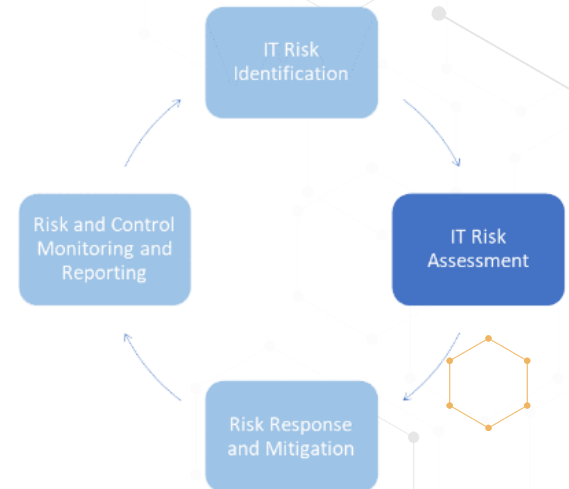 IT Risk
Identification
IT Risk
Assessment
Risk Response
and Mitigation
Risk and Control
Monitoring and
Reporting